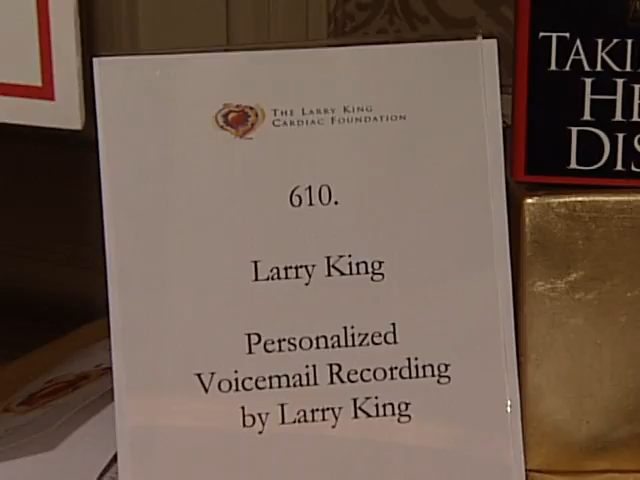 The Larry King
Cardiac Foundation
610.
Larry King
Personalized
Voicemail Recording
by Larry King